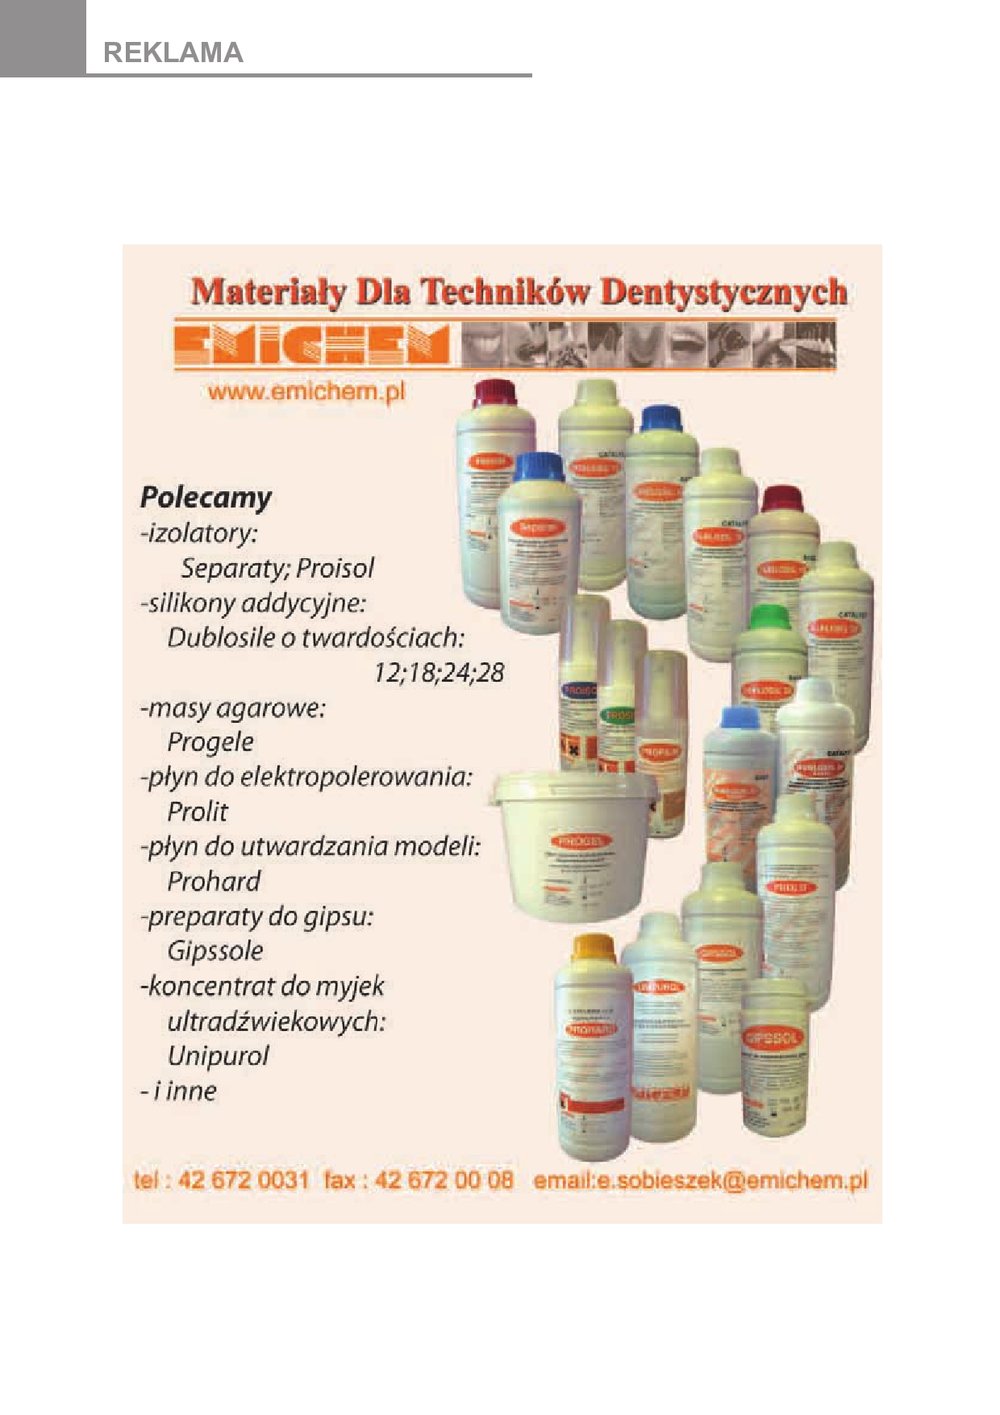 REKLAMA
Materiały Dla Techników Dentystycznych
EMICHEM
www.emichem.pl
Polecamy
-izolatory:
Separaty; Proisol
-silikony addycyjne:
Dublosile o twardościach:
12;18;24;28
-masy agarowe:
Progele
-płyn do elektropolerowania:
Prolit
-płyn do utwardzania modeli:
Prohard
-preparaty do gipsu:
Gipssole
-koncentrat do myjek
ultradźwiekowych:
Unipurol
- i inne
CATALYST
CATALYST
PROGEL
PROLIT
UNIPUROL
PROHARD
GIPSSOL
tel : 42 672 0031 fax : 42 672 00 08 email:e.sobieszek@emichem.pl